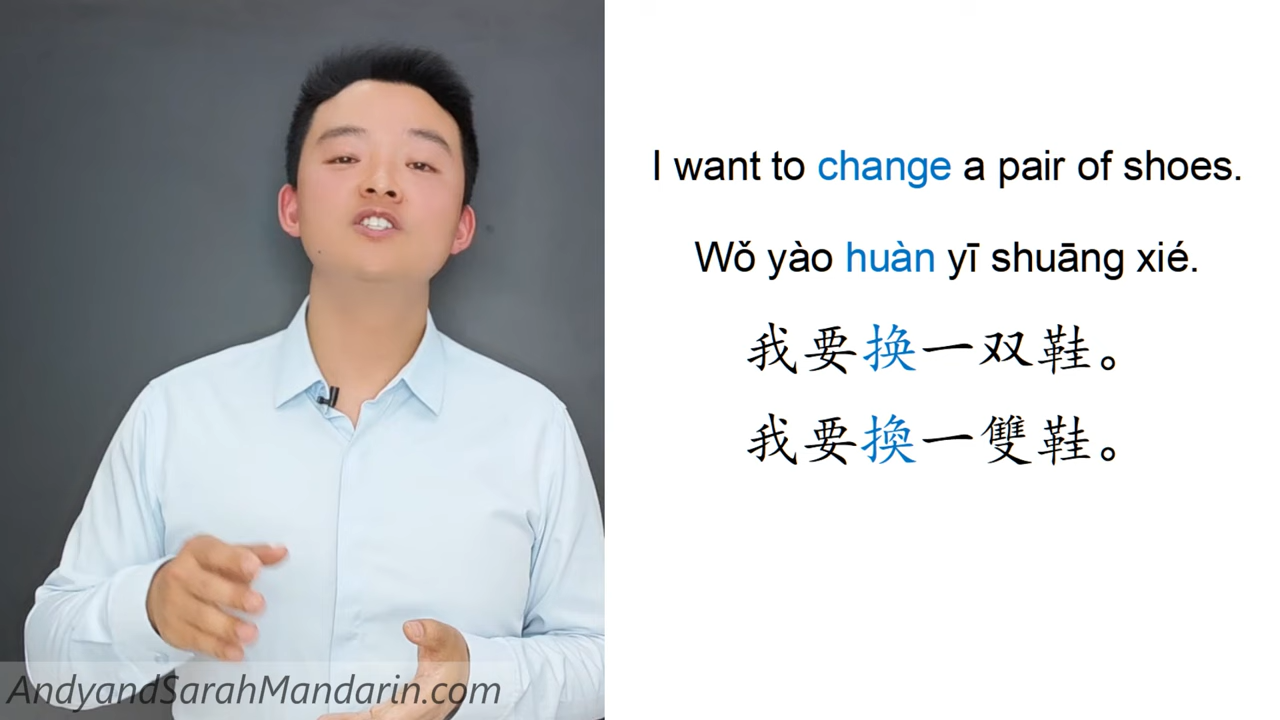 I want to change a pair of shoes.
Wǒ yào huàn yī shuāng xié.
我要换一双鞋。
我要換一雙鞋。
AndyandSarahMandarin.com